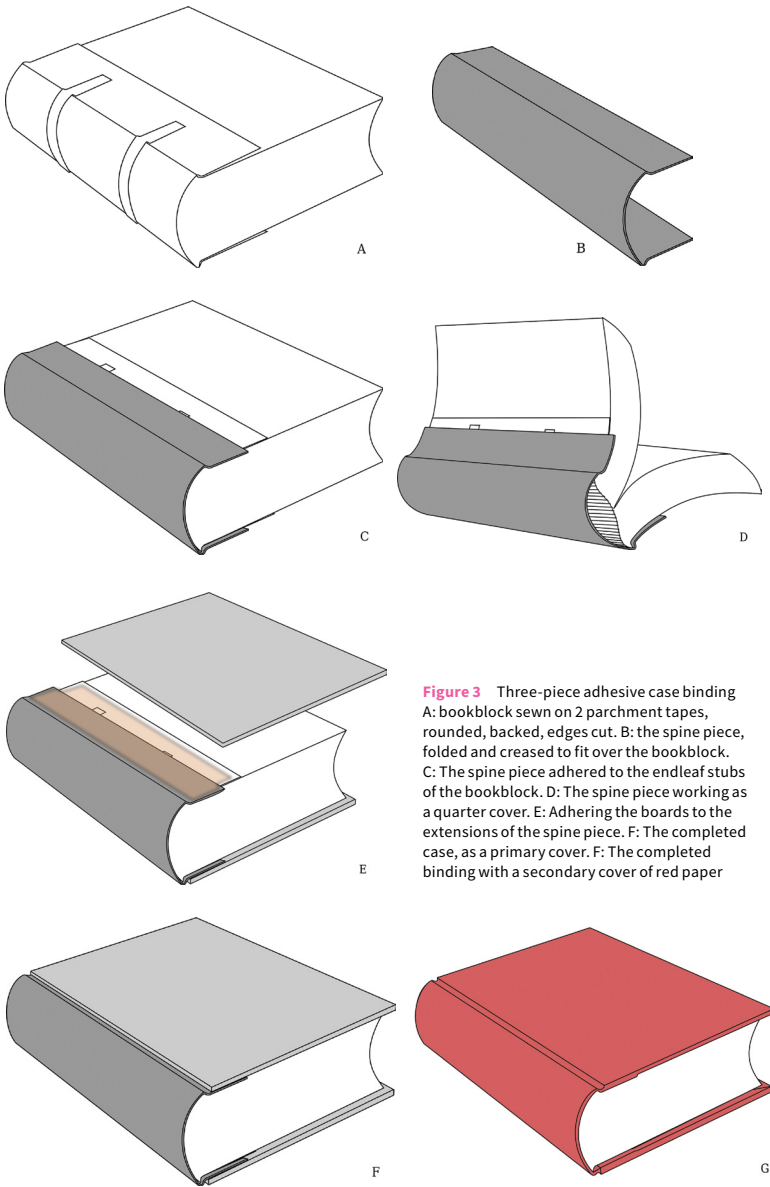 A
B
C
D
Figure 3 Three-piece adhesive case binding
A: bookblock sewn on 2 parchment tapes,
rounded, backed, edges cut. B: the spine piece,
folded and creased to fit over the bookblock.
C: The spine piece adhered to the endleaf stubs
of the bookblock. D: The spine piece working as
a quarter cover. E: Adhering the boards to the
extensions of the spine piece. F: The completed
case, as a primary cover. F: The completed
binding with a secondary cover of red paper
E
F
G